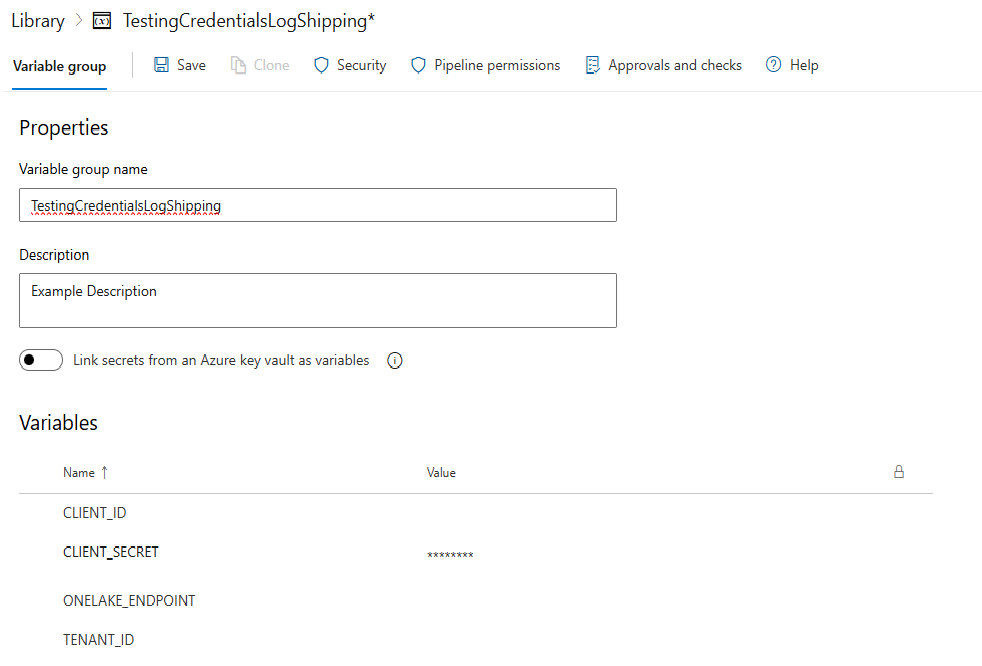 Library > TestingCredentialsLogShipping*
Variable group Save Clone Security Pipeline permissions Approvals and checks Help
Properties
Variable group name
TestingCredentialsLogShipping
Description
Example Description
Link secrets from an Azure key vault as variables
Variables
Name ↑ Value
CLIENT_ID
CLIENT_SECRET ********
ONELAKE_ENDPOINT
TENANT_ID